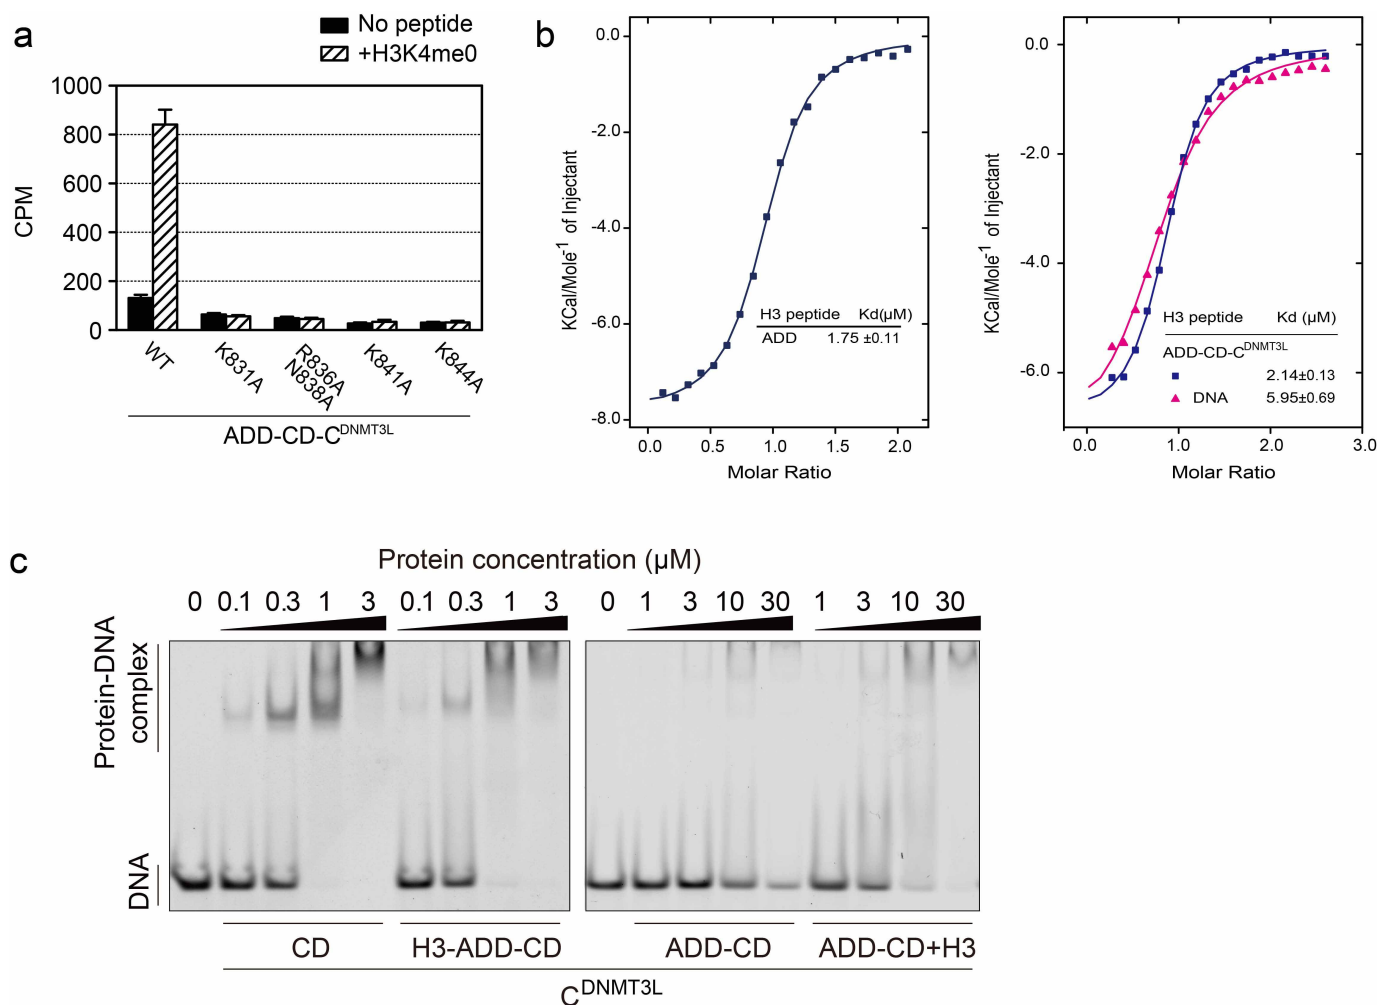 a
No peptide
+H3K4me0
1000
800
600
400
200
0
CPM
WT
K831A
R836A
N838A
K841A
K844A
ADD-CD-C^DNMT3L
b
0.0
-2.0
-4.0
-6.0
-8.0
KCal/Mole⁻¹ of Injectant
H3 peptide Kd(µM)
ADD 1.75 ±0.11
0.0 0.5 1.0 1.5 2.0
Molar Ratio
0.0
-2.0
-4.0
-6.0
KCal/Mole⁻¹ of Injectant
H3 peptide Kd (µM)
ADD-CD-C^DNMT3L
2.14±0.13
DNA 5.95±0.69
0.0 1.0 2.0 3.0
Molar Ratio
c
Protein concentration (µM)
0 0.1 0.3 1 3 0.1 0.3 1 3 0 1 3 10 30 1 3 10 30
Protein-DNA
complex
DNA
CD H3-ADD-CD ADD-CD ADD-CD+H3
C^DNMT3L